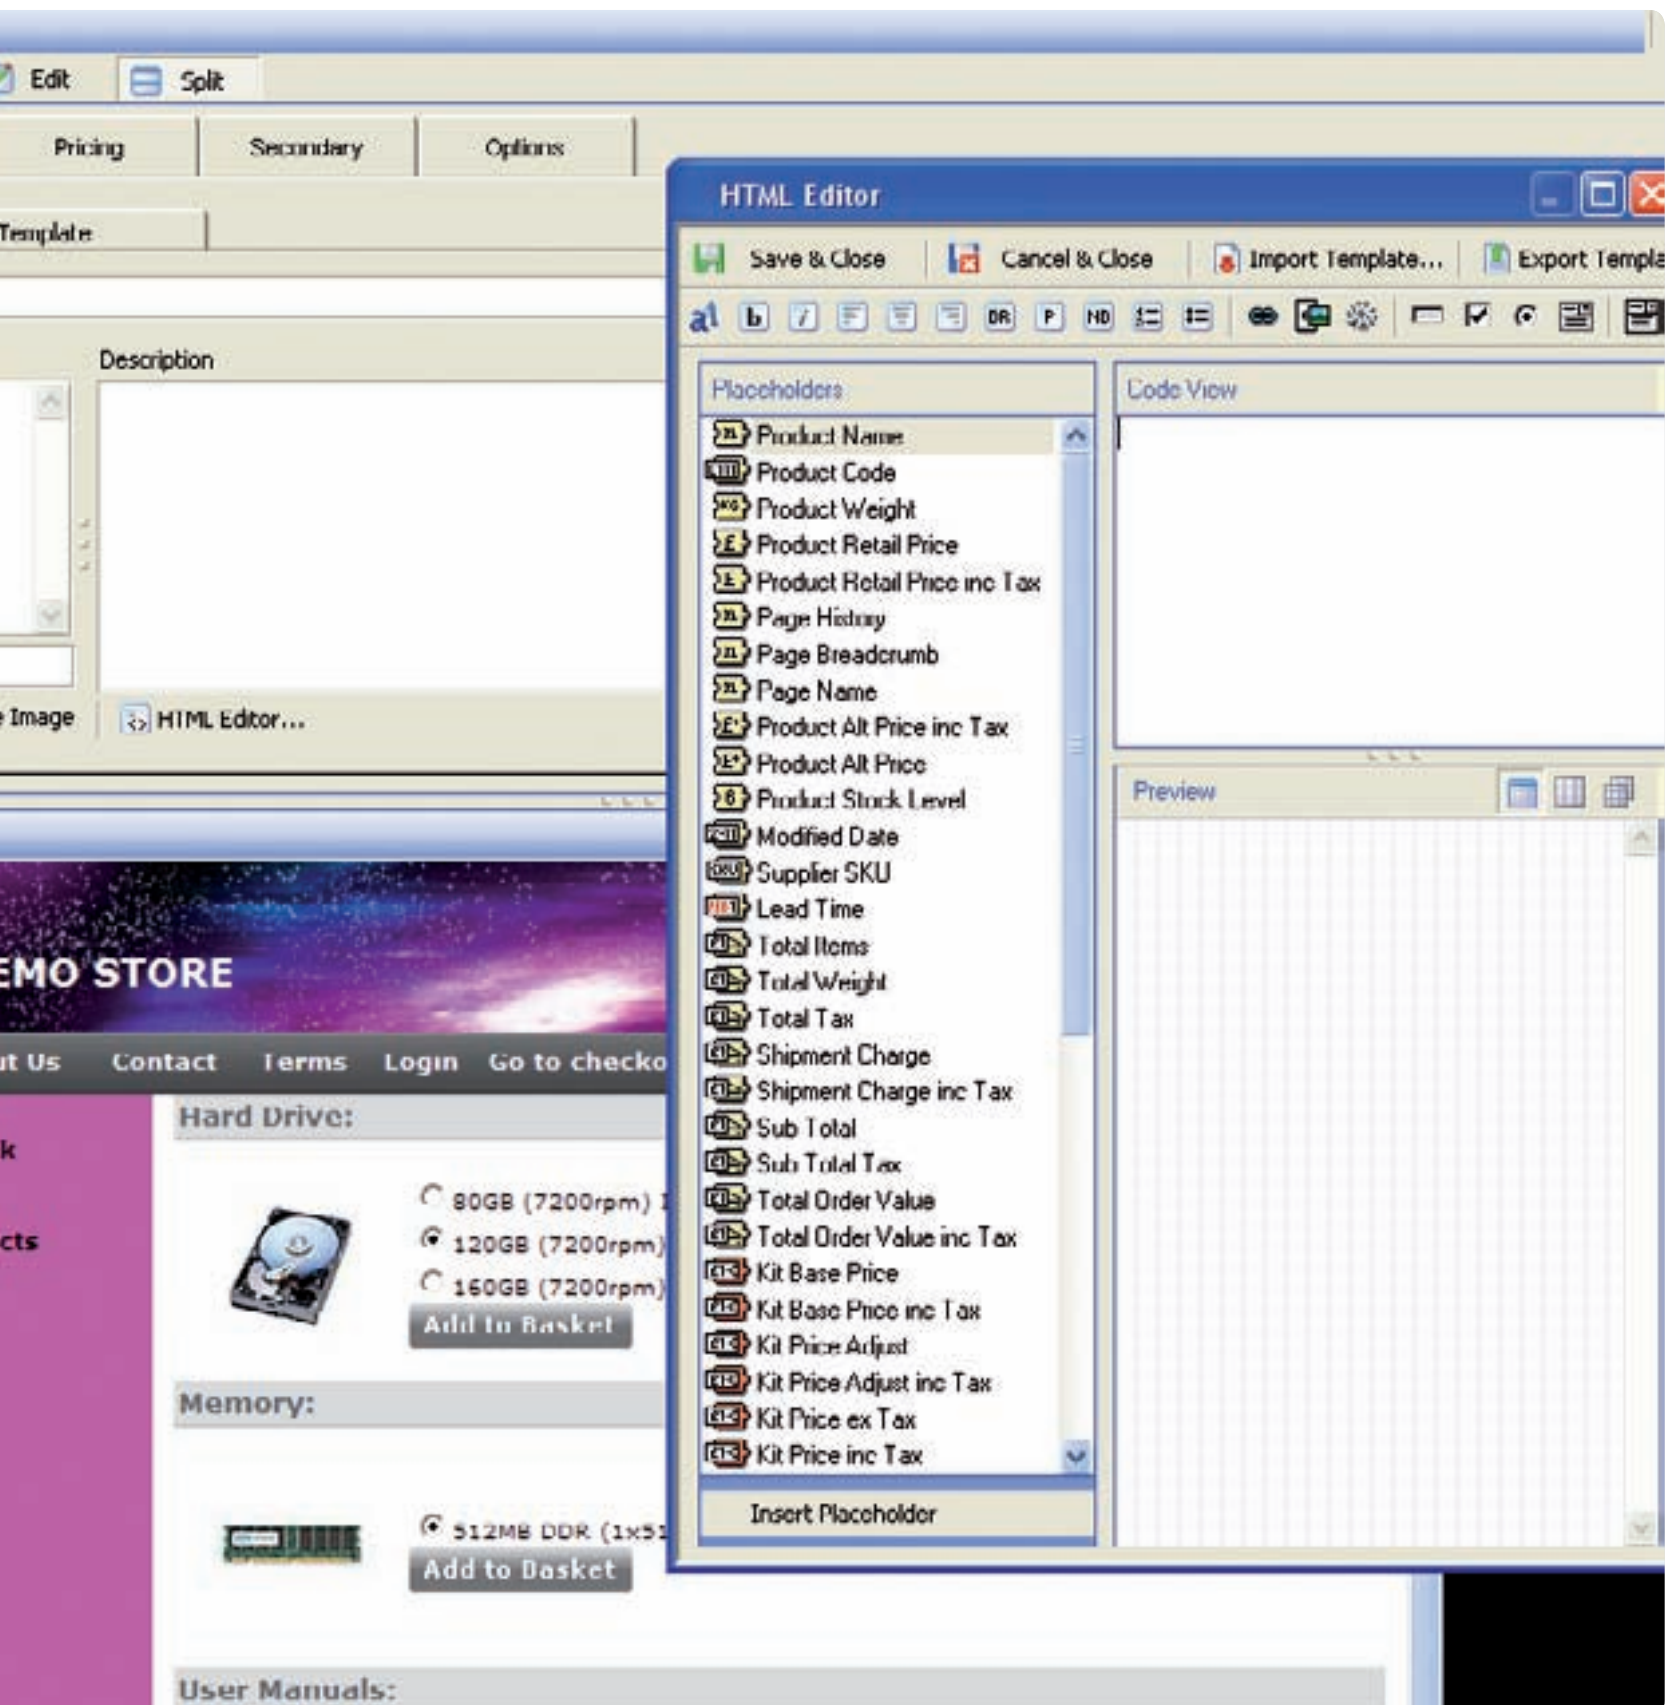 Edit
Split
Pricing
Secondary
Options
Template
Description
e Image
HTML Editor...
EMO STORE
ut Us
Contact
Terms
Login
Go to checko
k
cts
Hard Drive:
80GB (7200rpm)
120GB (7200rpm)
160GB (7200rpm)
Add to Basket
Memory:
512MB DDR (1x51
Add to Basket
User Manuals:
HTML Editor
Save & Close
Cancel & Close
Import Template...
Export Templa
al b i DR P ND
Placeholders
Product Name
Product Code
Product Weight
Product Retail Price
Product Retail Price inc Tax
Page History
Page Breadcrumb
Page Name
Product Alt Price inc Tax
Product Alt Price
Product Stock Level
Modified Date
Supplier SKU
Lead Time
Total Items
Total Weight
Total Tax
Shipment Charge
Shipment Charge inc Tax
Sub Total
Sub Total Tax
Total Order Value
Total Order Value inc Tax
Kit Base Price
Kit Base Price inc Tax
Kit Price Adjust
Kit Price Adjust inc Tax
Kit Price ex Tax
Kit Price inc Tax
Insert Placeholder
Code View
Preview